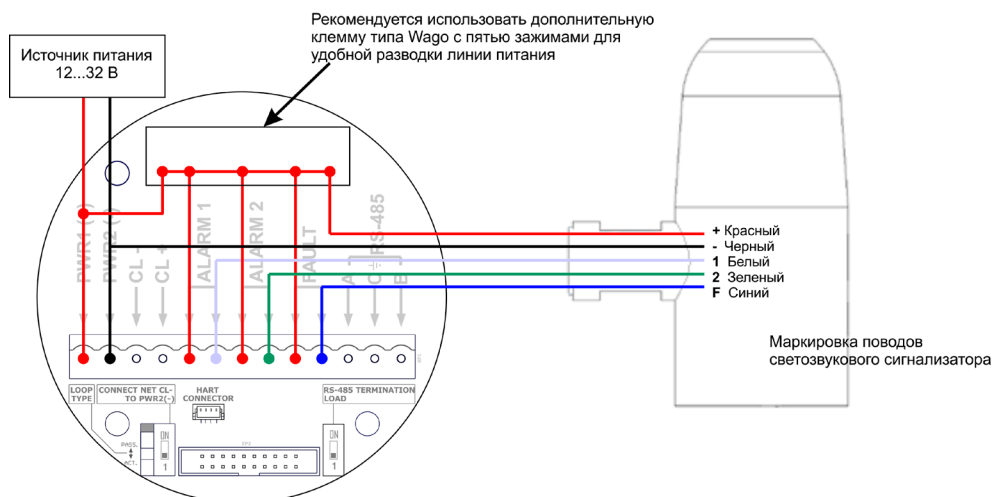 Рекомендуется использовать дополнительную
клемму типа Wago с пятью зажимами для
удобной разводки линии питания
Источник питания
12...32 В
PWR1 (-)
PWR2 (-)
CL -
CL +
ALARM 1
ALARM 2
FAULT
A
C
B
RS-485
+ Красный
- Черный
1 Белый
2 Зеленый
F Синий
Маркировка поводов
светозвукового сигнализатора
LOOP
TYPE
CONNECT NET CL-
TO PWR2(-)
HART
CONNECTOR
RS-485 TERMINATION
LOAD
PASS.
ACT.
ON
1
ON
1